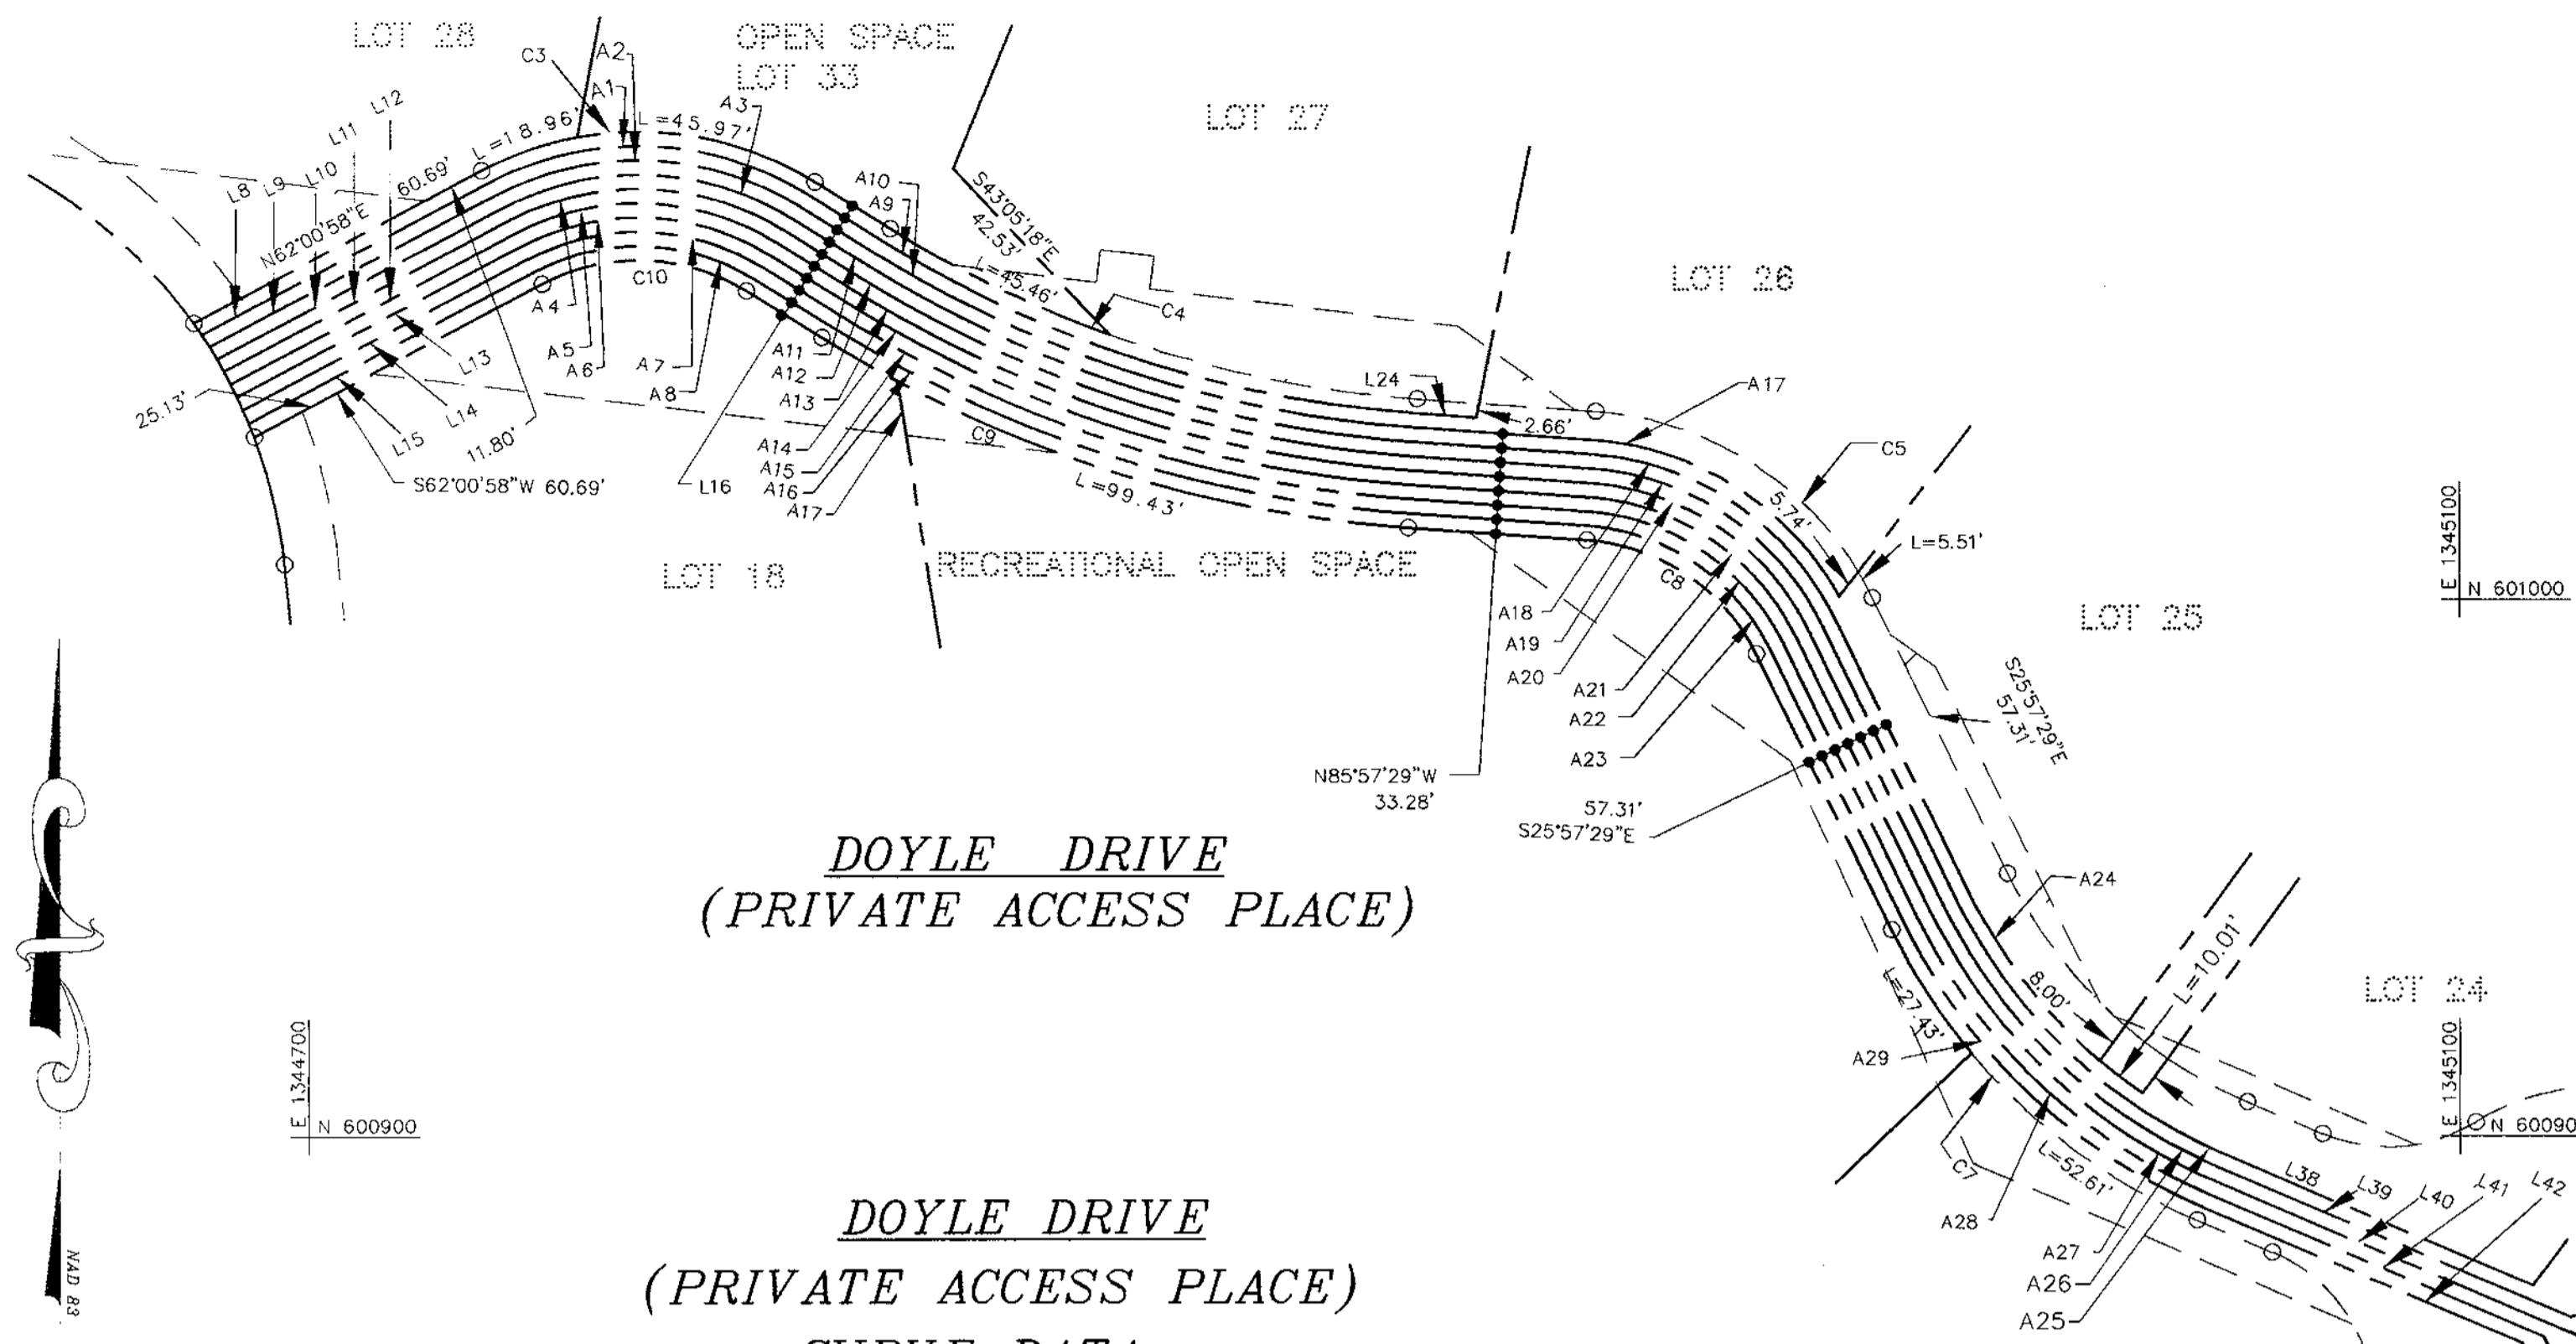 LOT 28
OPEN SPACE
LOT 33
LOT 27
LOT 26
LOT 25
LOT 24
LOT 18
RECREATIONAL OPEN SPACE
C3
A2
A1
A3
L=18.96'
L=45.97'
L12
L11
L10
L9
L8
60.69'
N62°00'58"E
A10
A9
S43°05'18"E
42.53'
L=45.46'
C4
C10
A4
A5
A6
A7
A8
L13
L14
L15
25.13'
11.80'
S62°00'58"W 60.69'
A11
A12
A13
A14
A15
A16
A17
L16
C9
L=99.43'
L24
2.66'
A17
C5
5.74'
L=5.51'
C8
A18
A19
A20
A21
A22
A23
N85°57'29"W
33.28'
57.31'
S25°57'29"E
S25°57'29"E
57.31'
E 1345100
N 601000
A24
L=10.01'
8.00'
L=27.43'
A29
C7
A28
L=52.61'
A27
A26
A25
L38
L39
L40
L41
L42
E 1345100
N 60090
E 1344700
N 600900
NAD 83
DOYLE DRIVE
(PRIVATE ACCESS PLACE)
DOYLE DRIVE
(PRIVATE ACCESS PLACE)
CURVE DATA